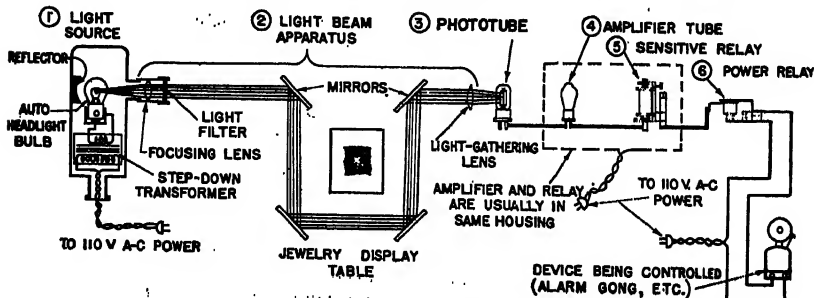 ① LIGHT SOURCE
② LIGHT BEAM APPARATUS
③ PHOTOTUBE
④ AMPLIFIER TUBE
⑤ SENSITIVE RELAY
⑥ POWER RELAY
REFLECTOR
AUTO HEADLIGHT BULB
LIGHT FILTER
FOCUSING LENS
STEP-DOWN TRANSFORMER
TO 110 V A-C POWER
MIRRORS
JEWELRY DISPLAY TABLE
LIGHT-GATHERING LENS
AMPLIFIER AND RELAY ARE USUALLY IN SAME HOUSING
TO 110 V. A-C POWER
DEVICE BEING CONTROLLED (ALARM GONG, ETC.)